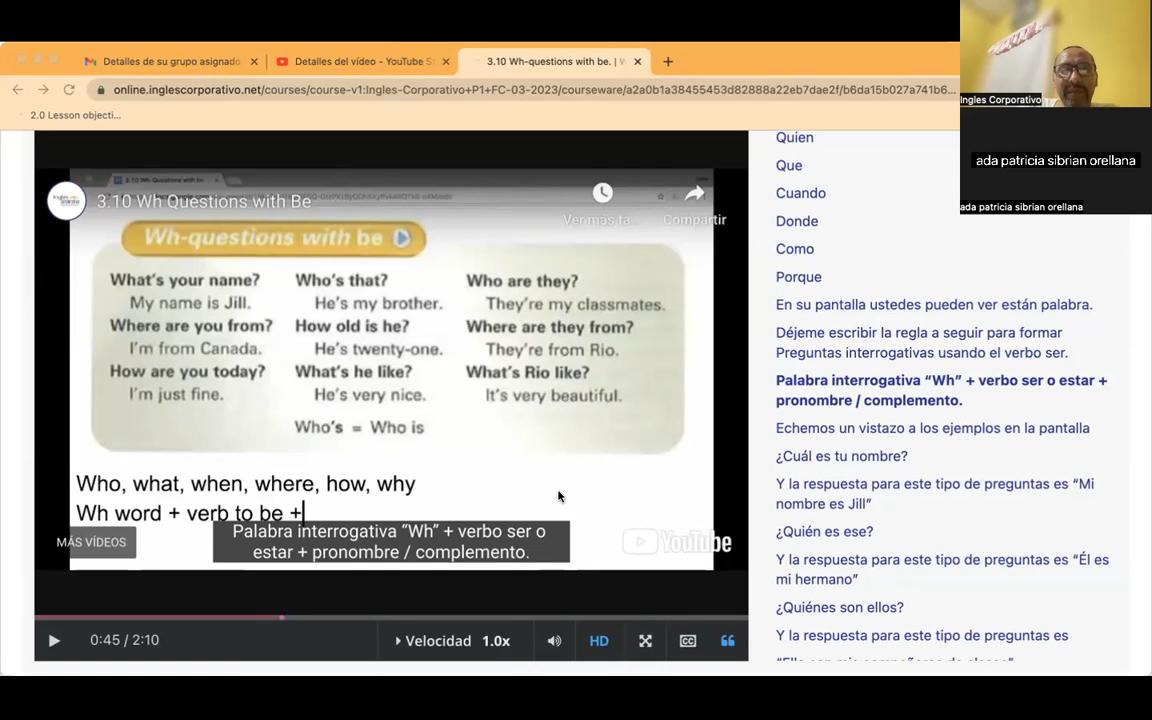 Detalles de su grupo asignado
Detalles del vídeo - YouTube S
3.10 Wh-questions with be. | W
online.inglescorporativo.net/courses/course-v1:Ingles-Corporativo+P1+FC-03-2023/courseware/a2a0b1a38455453d82888a22eb7dae2f/b6da15b027a741b6...
2.0 Lesson objecti...
Ingles Corporativo
ada patricia sibrian orellana
ada patricia sibrian orellana
3.10 Wh Questions with Be
3.10 Wh Questions with Be
Ver más ta...
Compartir
Wh-questions with be
What's your name?
My name is Jill.
Where are you from?
I'm from Canada.
How are you today?
I'm just fine.
Who's that?
He's my brother.
How old is he?
He's twenty-one.
What's he like?
He's very nice.
Who's = Who is
Who are they?
They're my classmates.
Where are they from?
They're from Rio.
What's Rio like?
It's very beautiful.
Who, what, when, where, how, why
Wh word + verb to be +
Palabra interrogativa “Wh” + verbo ser o
estar + pronombre / complemento.
MÁS VÍDEOS
YouTube
0:45 / 2:10
Velocidad 1.0x
HD
CC
Quien
Que
Cuando
Donde
Como
Porque
En su pantalla ustedes pueden ver están palabra.
Déjeme escribir la regla a seguir para formar
Preguntas interrogativas usando el verbo ser.
Palabra interrogativa “Wh” + verbo ser o estar +
pronombre / complemento.
Echemos un vistazo a los ejemplos en la pantalla
¿Cuál es tu nombre?
Y la respuesta para este tipo de preguntas es “Mi
nombre es Jill”
¿Quién es ese?
Y la respuesta para este tipo de preguntas es “Él es
mi hermano”
¿Quiénes son ellos?
Y la respuesta para este tipo de preguntas es